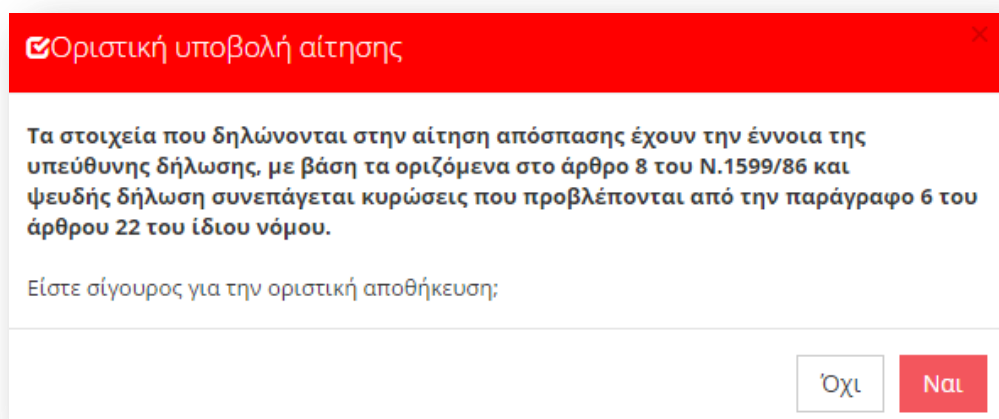 Οριστική υποβολή αίτησης
Τα στοιχεία που δηλώνονται στην αίτηση απόσπασης έχουν την έννοια της
υπεύθυνης δήλωσης, με βάση τα οριζόμενα στο άρθρο 8 του Ν.1599/86 και
ψευδής δήλωση συνεπάγεται κυρώσεις που προβλέπονται από την παράγραφο 6 του
άρθρου 22 του ίδιου νόμου.
Είστε σίγουρος για την οριστική αποθήκευση;
Όχι
Ναι